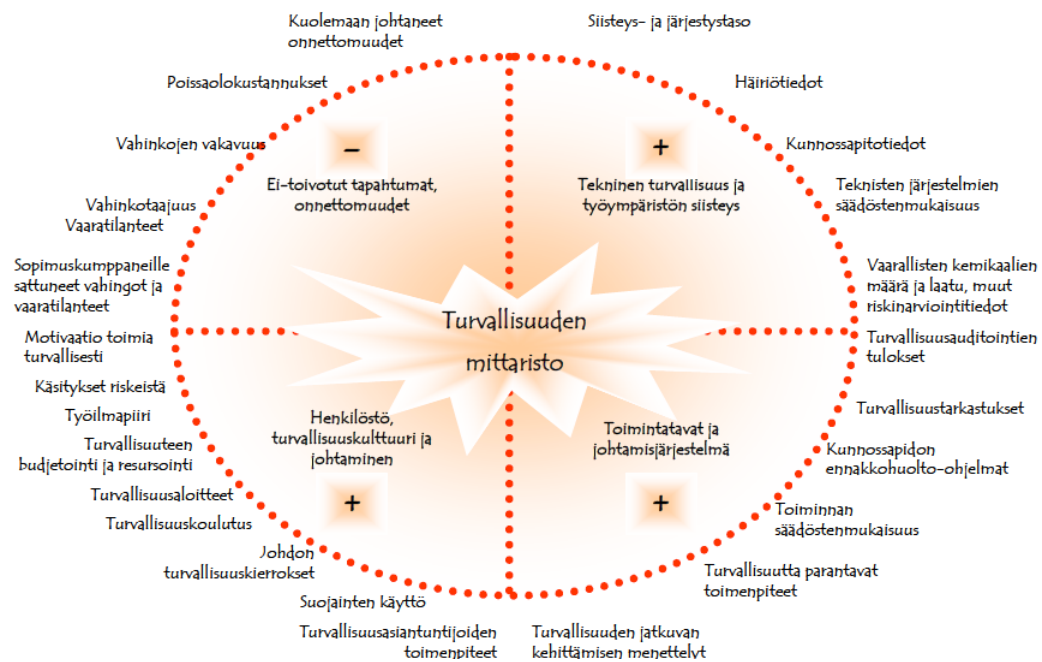 Kuolemaan johtaneet
onnettomuudet
Siisteys- ja järjestystaso
Poissaolokustannukset
Häiriötiedot
Vahinkojen vakavuus
–
+
Kunnossapitotiedot
Ei-toivotut tapahtumat,
onnettomuudet
Tekninen turvallisuus ja
työympäristön siisteys
Teknisten järjestelmien
säädöstenmukaisuus
Vahinkotaajuus
Vaaratilanteet
Sopimuskumppaneille
sattuneet vahingot ja
vaaratilanteet
Vaarallisten kemikaalien
määrä ja laatu, muut
riskinarviointitiedot
Turvallisuuden
mittaristo
Motivaatio toimia
turvallisesti
Turvallisuusauditointien
tulokset
Käsitykset riskeistä
Työilmapiiri
Henkilöstö,
turvallisuuskulttuuri ja
johtaminen
Toimintatavat ja
johtamisjärjestelmä
Turvallisuustarkastukset
Turvallisuuteen
budjetointi ja resursointi
Kunnossapidon
ennakkohuolto-ohjelmat
Turvallisuusaloitteet
+
+
Turvallisuuskoulutus
Toiminnan
säädöstenmukaisuus
Johdon
turvallisuuskierrokset
Turvallisuutta parantavat
toimenpiteet
Suojainten käyttö
Turvallisuusasiantuntijoiden
toimenpiteet
Turvallisuuden jatkuvan
kehittämisen menettelyt